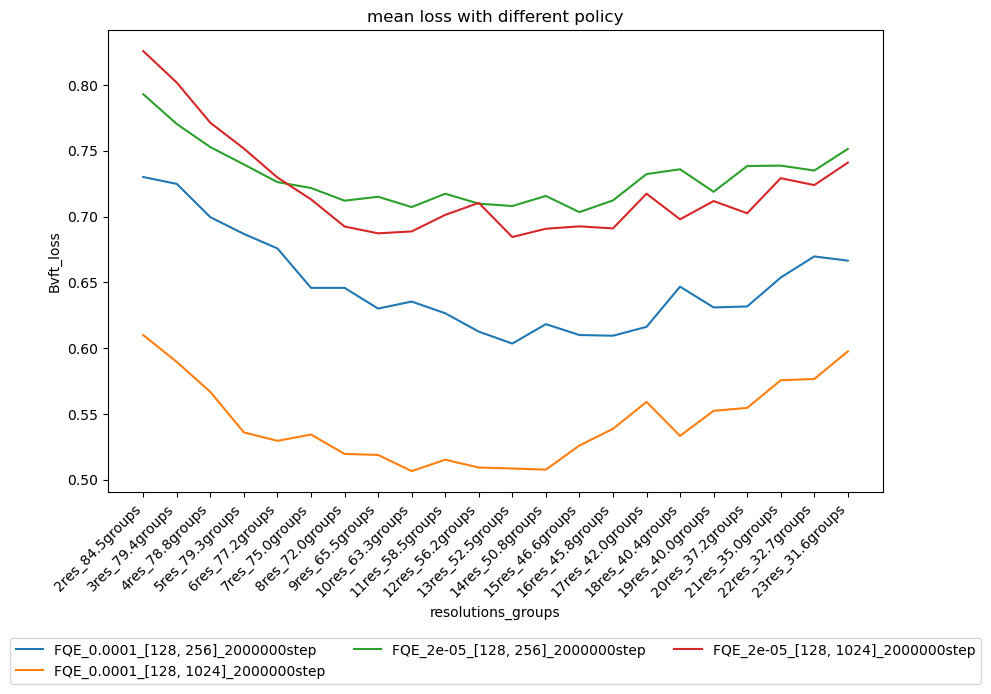 mean loss with different policy
Bvft_loss
0.80
0.75
0.70
0.65
0.60
0.55
0.50
2res_84.5groups
3res_79.4groups
4res_78.8groups
5res_79.3groups
6res_77.2groups
7res_75.0groups
8res_72.0groups
9res_65.5groups
10res_63.3groups
11res_58.5groups
12res_56.2groups
13res_52.5groups
14res_50.8groups
15res_46.6groups
16res_45.8groups
17res_42.0groups
18res_40.4groups
19res_40.0groups
20res_37.2groups
21res_35.0groups
22res_32.7groups
23res_31.6groups
resolutions_groups
FQE_0.0001_[128, 256]_2000000step
FQE_0.0001_[128, 1024]_2000000step
FQE_2e-05_[128, 256]_2000000step
FQE_2e-05_[128, 1024]_2000000step